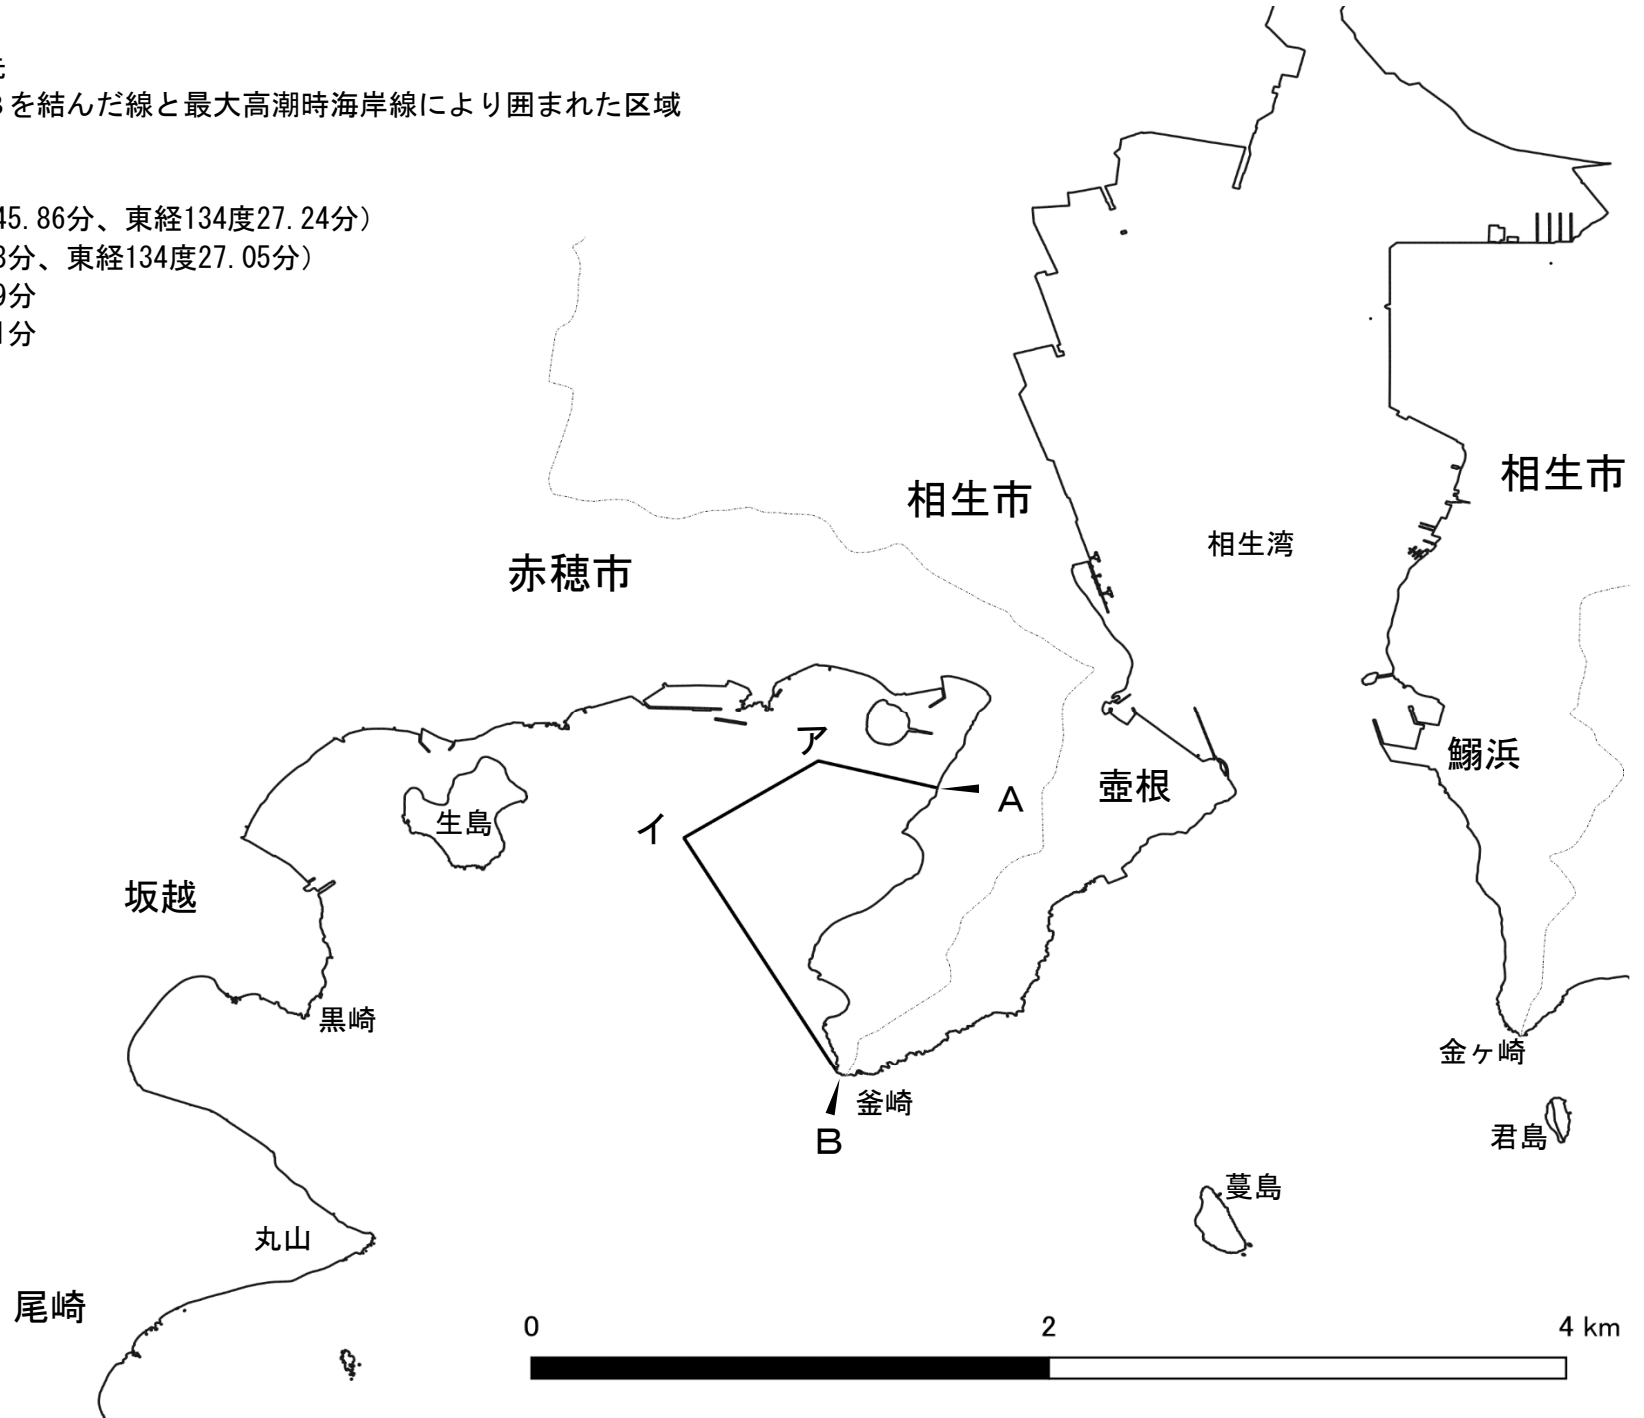 を結んだ線と最大高潮時海岸線により囲まれた区域
45.86分、東経134度27.24分）
分、東経134度27.05分）
分
分
相生市
相生市
相生湾
赤穂市
ア
鰯浜
A
壺根
イ
生島
坂越
黒崎
金ヶ崎
釜崎
B
君島
蔓島
丸山
尾崎
0 2 4 km